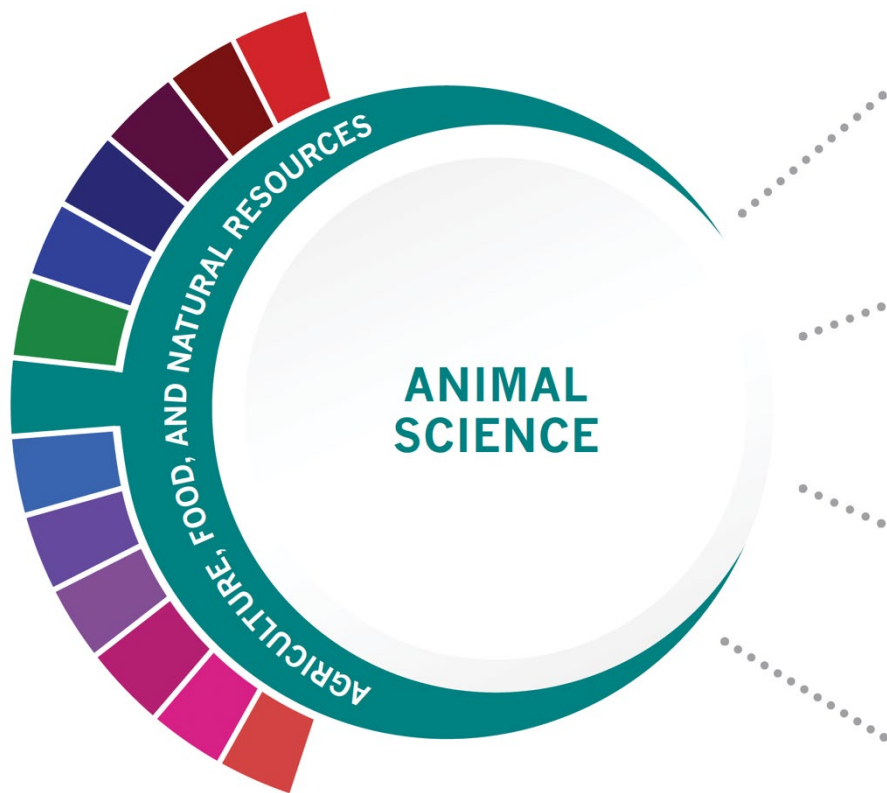 AGRICULTURE, FOOD, AND NATURAL RESOURCES
ANIMAL
SCIENCE